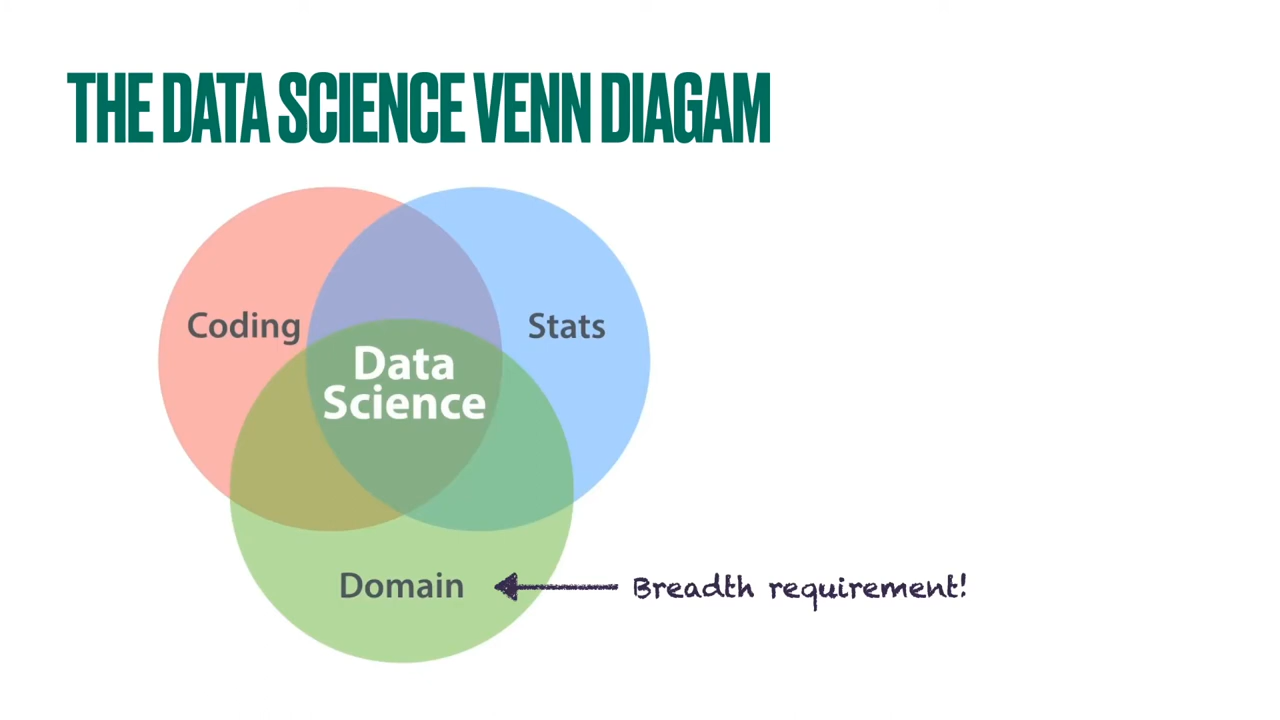 THE DATA SCIENCE VENN DIAGAM
Coding
Stats
Data
Science
Domain
Breadth requirement!